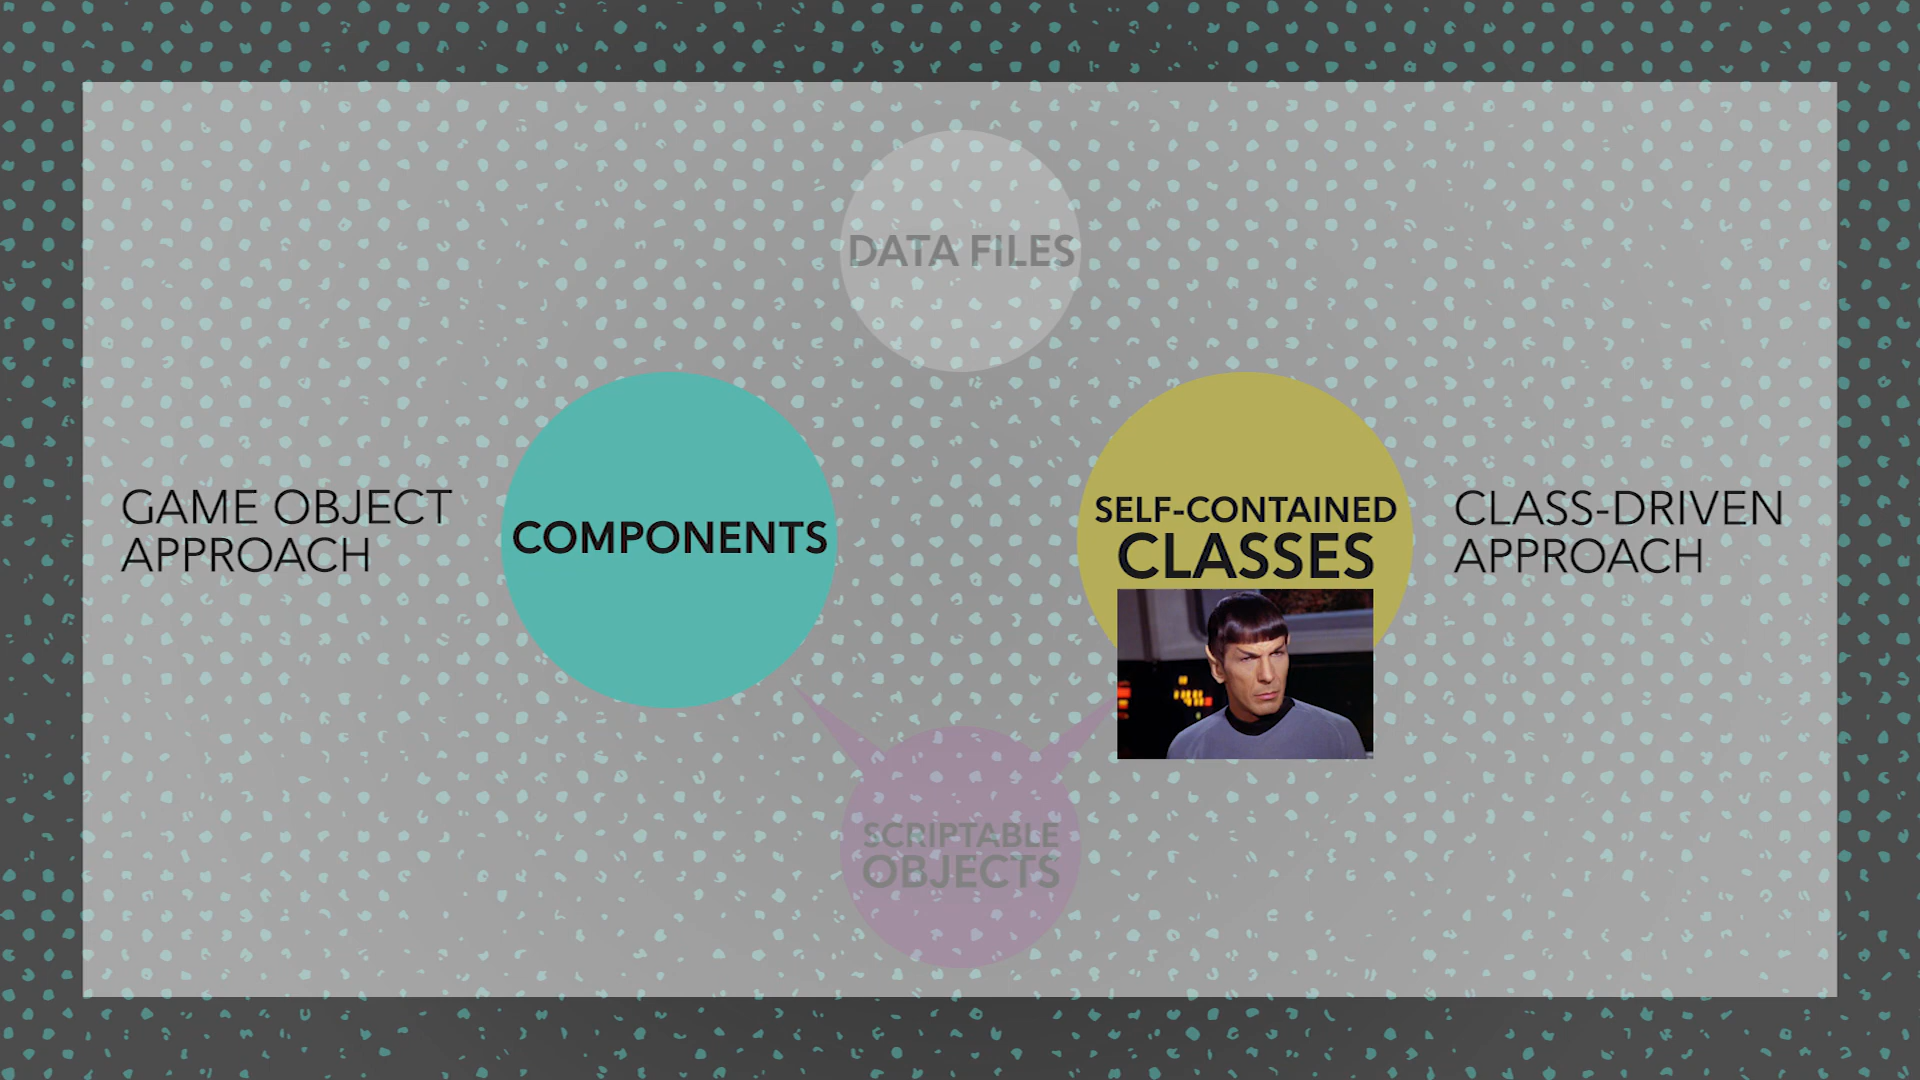 DATA FILES
GAME OBJECT
APPROACH
COMPONENTS
SELF-CONTAINED
CLASSES
CLASS-DRIVEN
APPROACH
SCRIPTABLE
OBJECTS